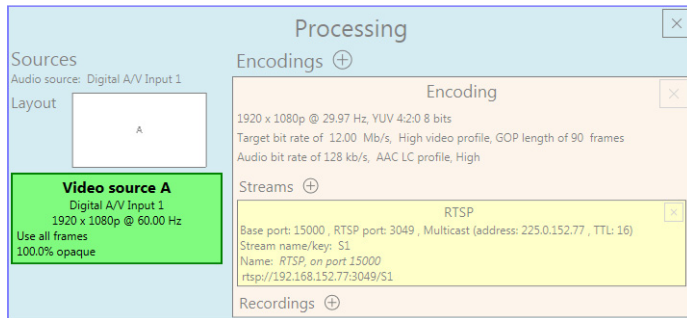 Processing
Sources
Audio source: Digital A/V Input 1
Layout
A
Video source A
Digital A/V Input 1
1920 x 1080p @ 60.00 Hz
Use all frames
100.0% opaque
Encodings
Encoding
1920 x 1080p @ 29.97 Hz, YUV 4:2:0 8 bits
Target bit rate of 12.00 Mb/s, High video profile, GOP length of 90 frames
Audio bit rate of 128 kb/s, AAC LC profile, High
Streams
RTSP
Base port: 15000 , RTSP port: 3049 , Multicast (address: 225.0.152.77 , TTL: 16)
Stream name/key: S1
Name: RTSP, on port 15000
rtsp://192.168.152.77:3049/S1
Recordings